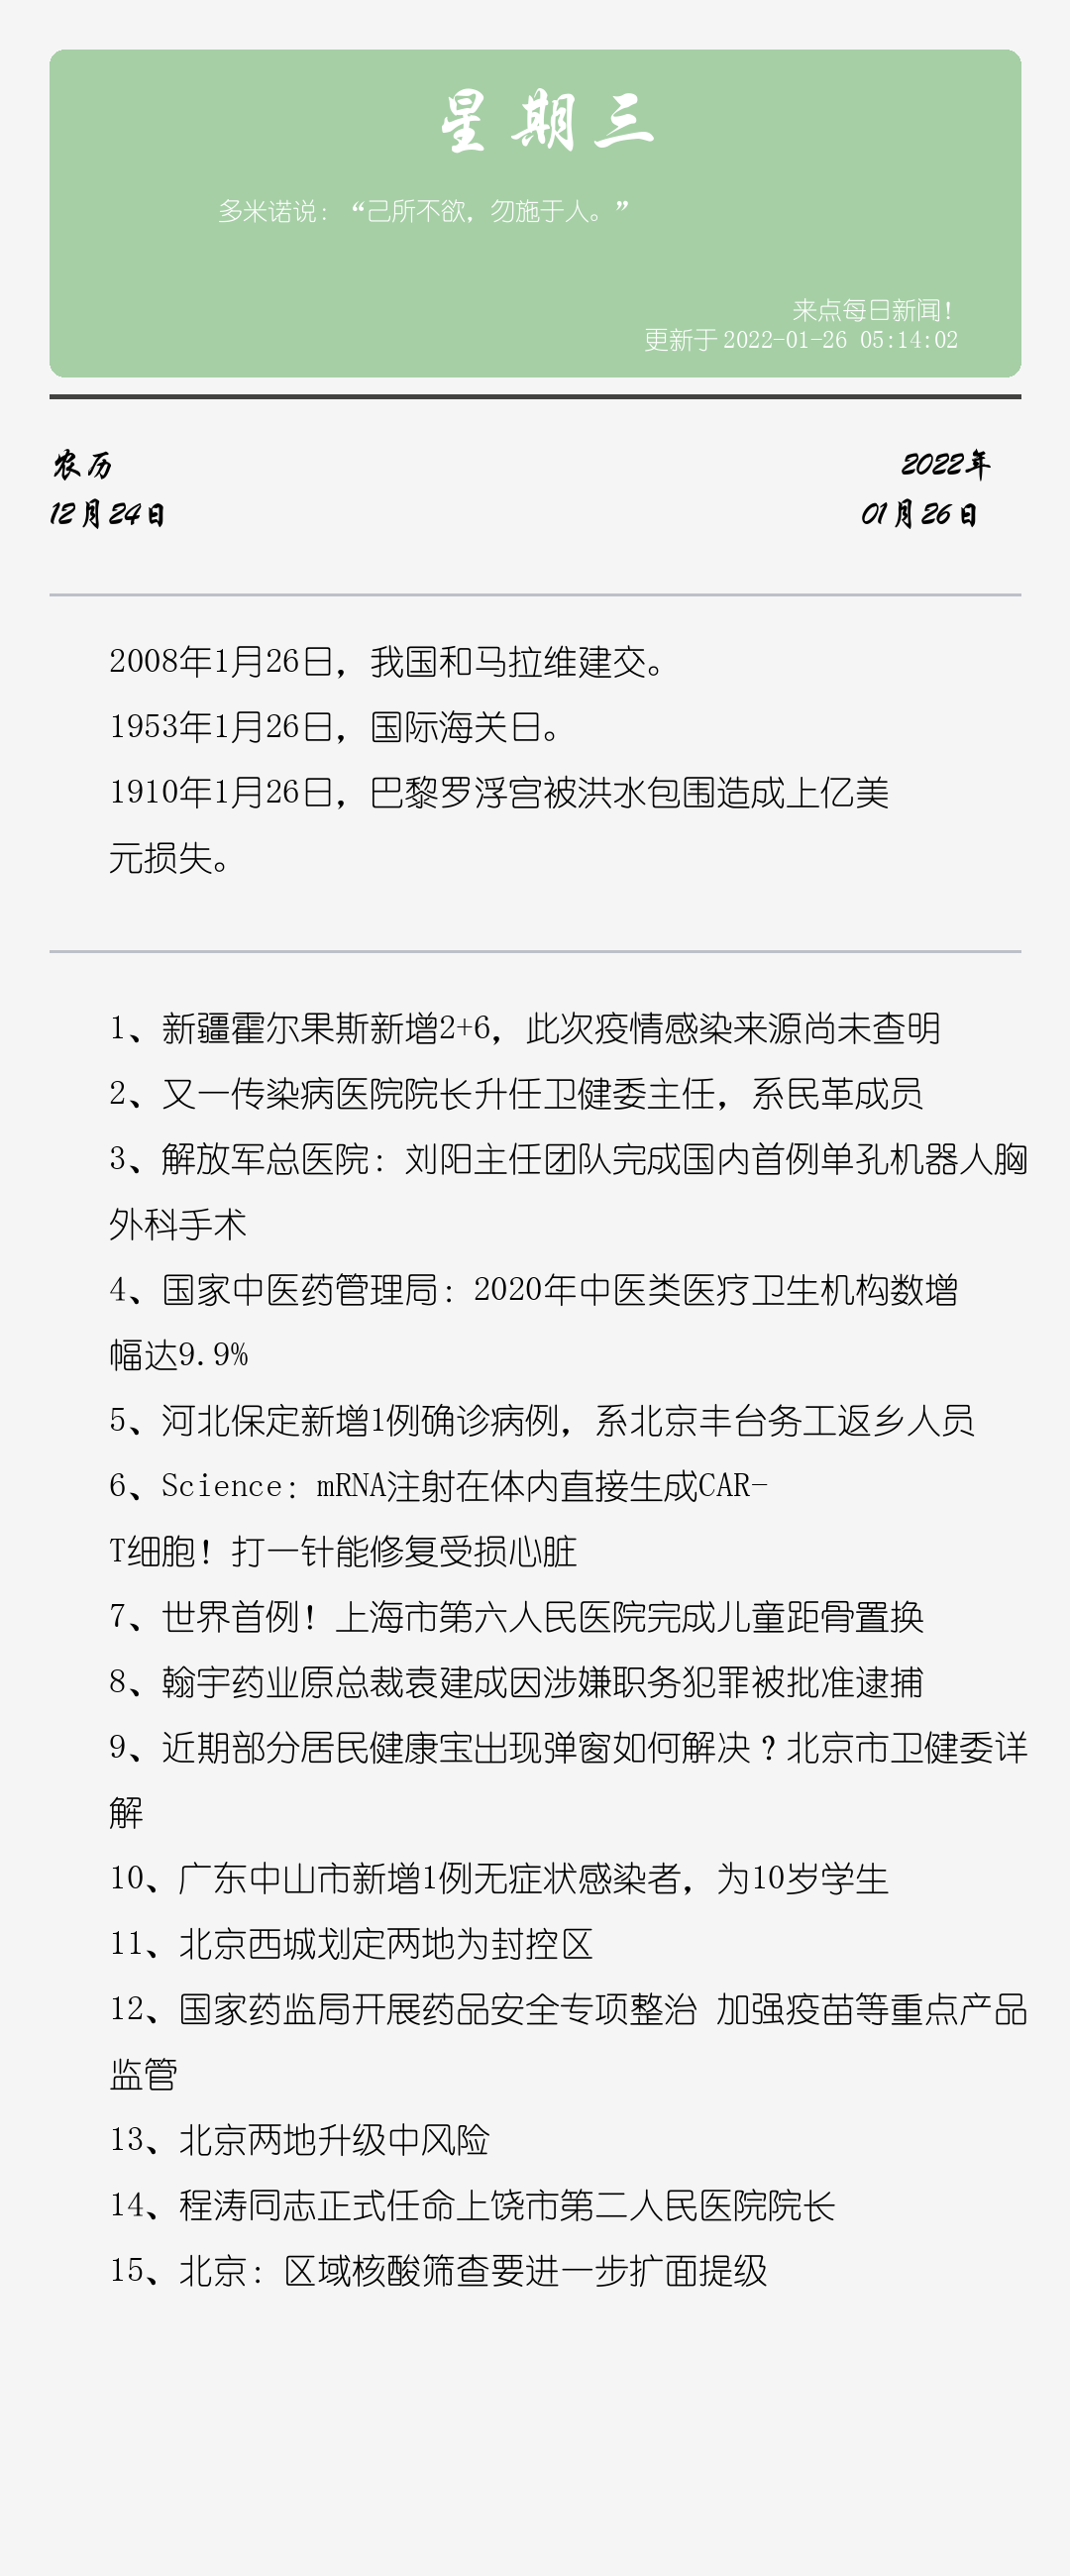 星期三
多米诺说：“己所不欲，勿施于人。”
来点每日新闻！
更新于 2022-01-26 05:14:02
农历
12月24日
2022年
01月26日
2008年1月26日，我国和马拉维建交。
1953年1月26日，国际海关日。
1910年1月26日，巴黎罗浮宫被洪水包围造成上亿美
元损失。
1、新疆霍尔果斯新增2+6，此次疫情感染来源尚未查明
2、又一传染病医院院长升任卫健委主任，系民革成员
3、解放军总医院：刘阳主任团队完成国内首例单孔机器人胸
外科手术
4、国家中医药管理局：2020年中医类医疗卫生机构数增
幅达9.9%
5、河北保定新增1例确诊病例，系北京丰台务工返乡人员
6、Science：mRNA注射在体内直接生成CAR-
T细胞！打一针能修复受损心脏
7、世界首例！上海市第六人民医院完成儿童距骨置换
8、翰宇药业原总裁袁建成因涉嫌职务犯罪被批准逮捕
9、近期部分居民健康宝出现弹窗如何解决？北京市卫健委详
解
10、广东中山市新增1例无症状感染者，为10岁学生
11、北京西城划定两地为封控区
12、国家药监局开展药品安全专项整治 加强疫苗等重点产品
监管
13、北京两地升级中风险
14、程涛同志正式任命上饶市第二人民医院院长
15、北京：区域核酸筛查要进一步扩面提级